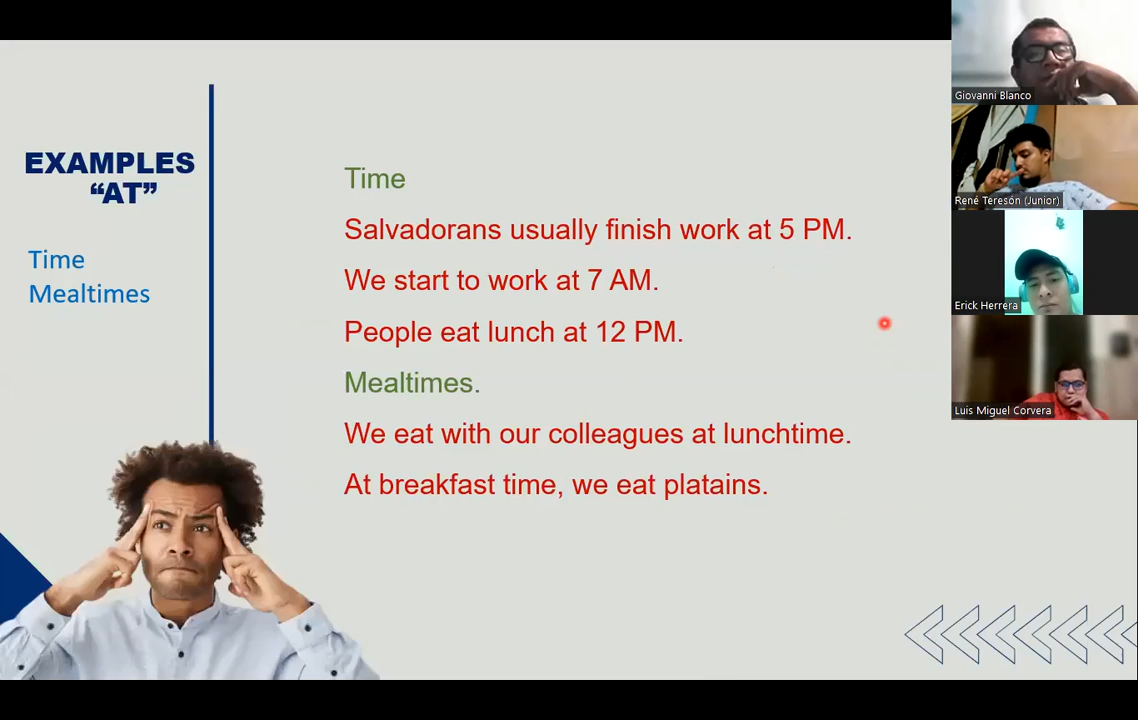 EXAMPLES
“AT”
Time
Mealtimes
Time
Salvadorans usually finish work at 5 PM.
We start to work at 7 AM.
People eat lunch at 12 PM.
Mealtimes.
We eat with our colleagues at lunchtime.
At breakfast time, we eat platains.
Giovanni Blanco
René Tereson (Junior)
Erick Herrera
Luis Miguel Corvera